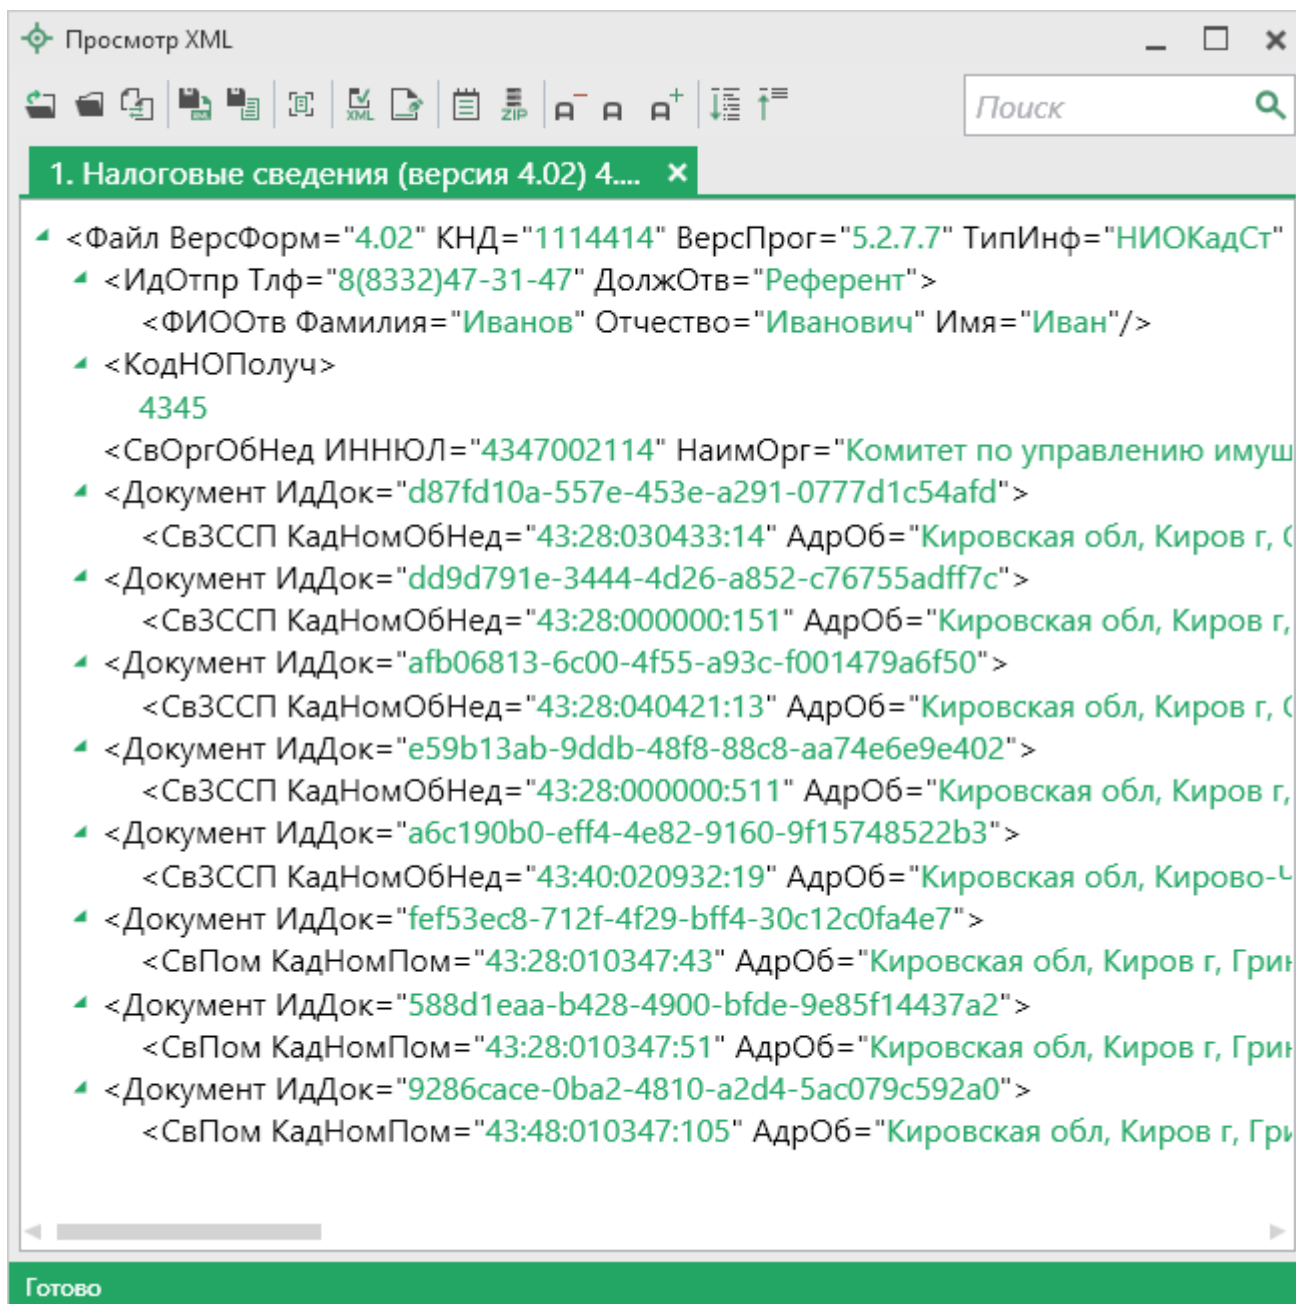 Просмотр XML
XML ZIP A A A
Поиск
1. Налоговые сведения (версия 4.02) 4....
<Файл ВерсФорм="4.02" КНД="1114414" ВерсПрог="5.2.7.7" ТипИнф="НИОКадСт"
<ИдОтпр Тлф="8(8332)47-31-47" ДолжОтв="Референт">
<ФИООтв Фамилия="Иванов" Отчество="Иванович" Имя="Иван"/>
<КодНОПолуч>
4345
<СвОргОбНед ИННЮЛ="4347002114" НаимОрг="Комитет по управлению имущ
<Документ ИдДок="d87fd10a-557e-453e-a291-0777d1c54afd">
<СвЗССП КадНомОбНед="43:28:030433:14" АдрОб="Кировская обл, Киров г,
<Документ ИдДок="dd9d791e-3444-4d26-a852-c76755adff7c">
<СвЗССП КадНомОбНед="43:28:000000:151" АдрОб="Кировская обл, Киров г,
<Документ ИдДок="afb06813-6c00-4f55-a93c-f001479a6f50">
<СвЗССП КадНомОбНед="43:28:040421:13" АдрОб="Кировская обл, Киров г,
<Документ ИдДок="e59b13ab-9ddb-48f8-88c8-aa74e6e9e402">
<СвЗССП КадНомОбНед="43:28:000000:511" АдрОб="Кировская обл, Киров г,
<Документ ИдДок="a6c190b0-eff4-4e82-9160-9f15748522b3">
<СвЗССП КадНомОбНед="43:40:020932:19" АдрОб="Кировская обл, Кирово-Ч
<Документ ИдДок="fef53ec8-712f-4f29-bff4-30c12c0fa4e7">
<СвПом КадНомПом="43:28:010347:43" АдрОб="Кировская обл, Киров г, Грин
<Документ ИдДок="588d1eaa-b428-4900-bfde-9e85f14437a2">
<СвПом КадНомПом="43:28:010347:51" АдрОб="Кировская обл, Киров г, Грин
<Документ ИдДок="9286cace-0ba2-4810-a2d4-5ac079c592a0">
<СвПом КадНомПом="43:48:010347:105" АдрОб="Кировская обл, Киров г, Гри
Готово